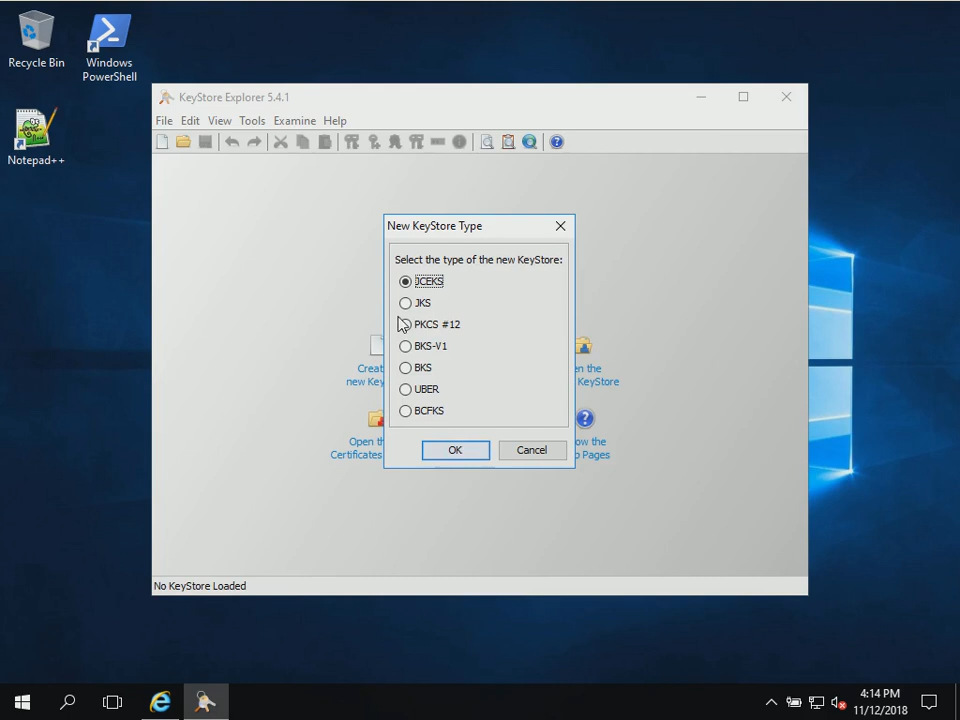 Recycle Bin
Windows
PowerShell
Notepad++
KeyStore Explorer 5.4.1
File Edit View Tools Examine Help
New KeyStore Type
Select the type of the new KeyStore:
JCEKS
JKS
PKCS #12
BKS-V1
BKS
UBER
BCFKS
OK
Cancel
Creat
new Key
en the
KeyStore
Open th
Certificates
ow the
p Pages
No KeyStore Loaded
4:14 PM
11/12/2018